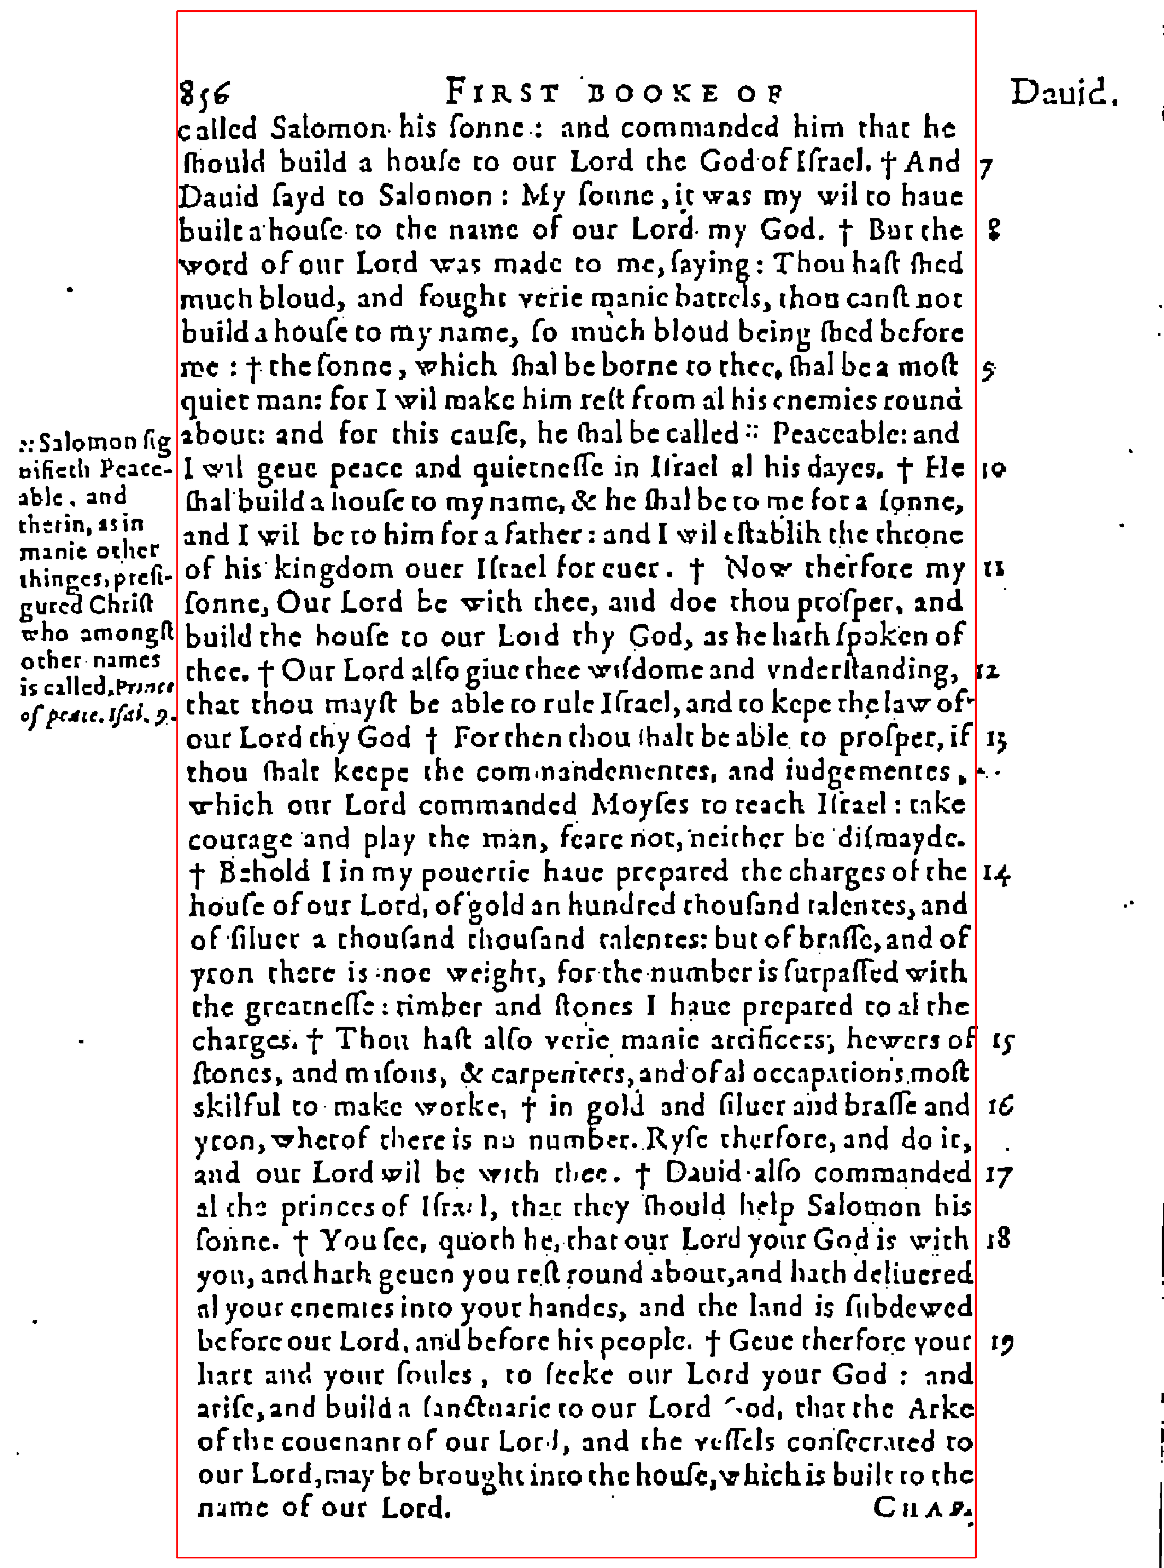 856 FIRST BOOKE OF Dauid.
called Salomon his ſonne: and commanded him that he
ſhould build a houſe to our Lord the God of Iſrael. † And 7
Dauid ſayd to Salomon: My ſonne, it was my wil to haue
built a houſe to the name of our Lord my God. † But the 8
word of our Lord was made to me, ſaying: Thou haſt ſhed
much bloud, and fought verie manie battels, thou canſt not
build a houſe to my name, ſo much bloud being ſhed before
me: † the ſonne, which ſhal be borne to thee, ſhal be a moſt 9
quiet man: for I wil make him reſt from al his enemies round
about: and for this cauſe, he ſhal be called :: Peaceable: and
I wil geue peace and quietneſſe in Iſrael al his dayes. † He 10
ſhal build a houſe to my name, & he ſhal be to me for a ſonne,
and I wil be to him for a father: and I wil eſtablih the throne
of his kingdom ouer Iſrael for euer. † Now therfore my 11
ſonne, Our Lord be with thee, and doe thou proſper, and
build the houſe to our Lord thy God, as he hath ſpoken of
thee. † Our Lord alſo giue thee wiſdome and vnderſtanding, 12
that thou mayſt be able to rule Iſrael, and to kepe the law of
our Lord thy God † For then thou ſhalt be able to proſper, if 13
thou ſhalt keepe the commandementes, and iudgementes,
which our Lord commanded Moyſes to teach Iſrael: take
courage and play the man, feare not, neither be diſmayde.
† Behold I in my pouertie haue prepared the charges of the 14
houſe of our Lord, of gold an hundred thouſand talentes, and
of ſiluer a thouſand thouſand talentes: but of braſſe, and of
yron there is noe weight, for the number is ſurpaſſed with
the greatneſſe: timber and ſtones I haue prepared to al the
charges. † Thou haſt alſo verie manie artificers, hewers of 15
ſtones, and maſons, & carpenters, and of al occapations moſt
skilful to make worke, † in gold and ſiluer and braſſe and 16
yron, wherof there is no number. Ryſe therfore, and do it,
and our Lord wil be with thee. † Dauid alſo commanded 17
al the princes of Iſrael, that they ſhould help Salomon his
ſonne. † You ſee, quoth he, that our Lord your God is with 18
you, and hath geuen you reſt round about, and hath deliuered
al your enemies into your handes, and the land is ſubdewed
before our Lord, and before his people. † Geue therfore your 19
hart and your ſoules, to ſeeke our Lord your God: and
ariſe, and build a ſanctuarie to our Lord God, that the Arke
of the couenant of our Lord, and the veſſels conſecrated to
our Lord, may be brought into the houſe, which is built to the
name of our Lord. CHAP.
:: Salomon ſig
nifieth Peace-
able, and
therin, as in
manie other
thinges, prefi-
gured Chriſt
who amongſt
other names
is called, Prince
of peace. Iſai. 9.